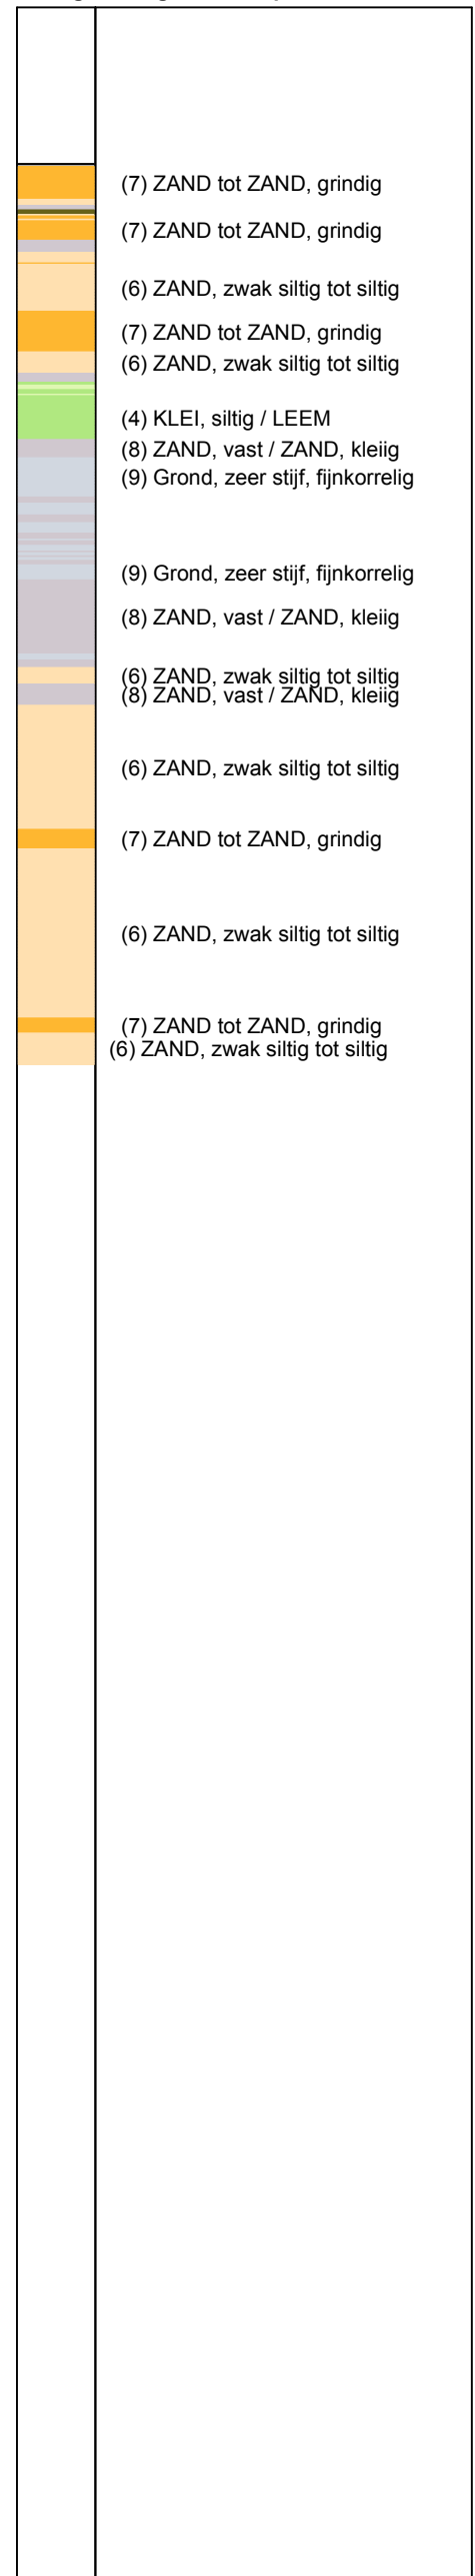 (7) ZAND tot ZAND, grindig
(7) ZAND tot ZAND, grindig
(6) ZAND, zwak siltig tot siltig
(7) ZAND tot ZAND, grindig
(6) ZAND, zwak siltig tot siltig
(4) KLEI, siltig / LEEM
(8) ZAND, vast / ZAND, kleiig
(9) Grond, zeer stijf, fijnkorrelig
(9) Grond, zeer stijf, fijnkorrelig
(8) ZAND, vast / ZAND, kleiig
(6) ZAND, zwak siltig tot siltig
(8) ZAND, vast / ZAND, kleiig
(6) ZAND, zwak siltig tot siltig
(7) ZAND tot ZAND, grindig
(6) ZAND, zwak siltig tot siltig
(7) ZAND tot ZAND, grindig
(6) ZAND, zwak siltig tot siltig